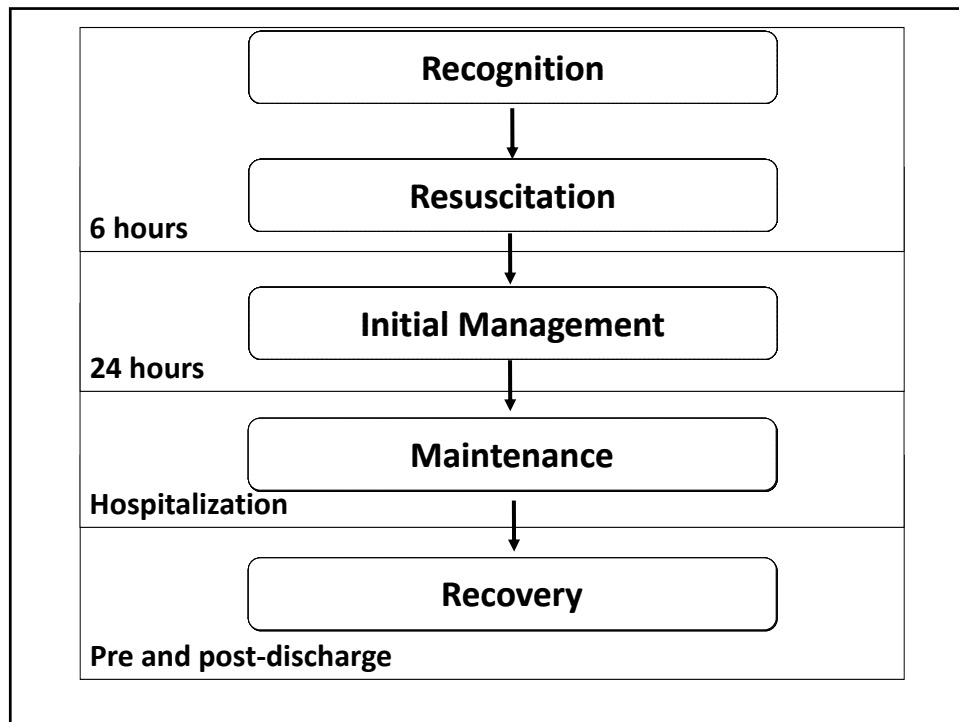 Recognition
Resuscitation
6 hours
Initial Management
24 hours
Maintenance
Hospitalization
Recovery
Pre and post-discharge